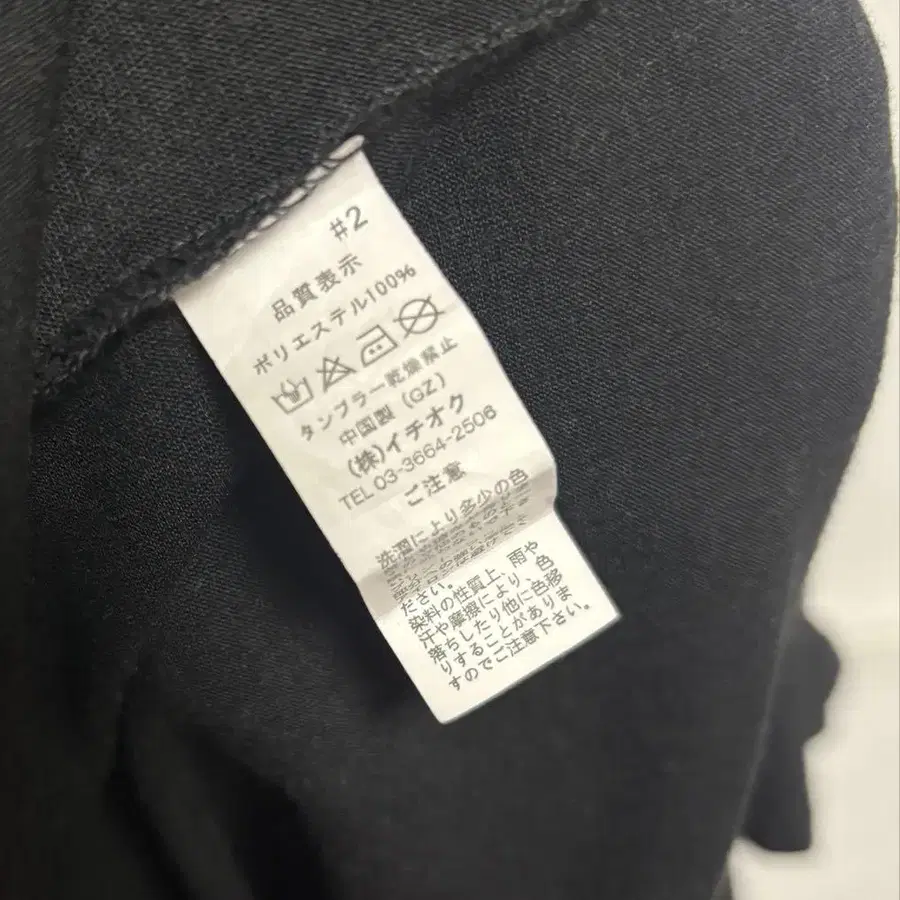 #2
品質表示
ポリエステル100%
タンブラー乾燥禁止
中国製 (GZ)
(株)イチオク
TEL 03-3664-2506
ご注意
洗濯により多少の色
ださい。
染料の性質上、雨や
汗や摩擦により、色
落ちしたり他に色移
りすることがありま
すのでご注意下さい。